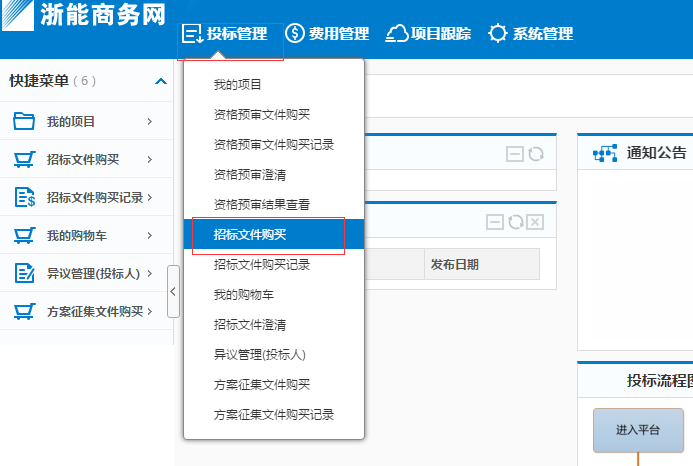 浙能商务网
投标管理
费用管理
项目跟踪
系统管理
快捷菜单 ( 6 )
我的项目
招标文件购买
招标文件购买记录
我的购物车
异议管理(投标人)
方案征集文件购买
我的项目
资格预审文件购买
资格预审文件购买记录
资格预审澄清
资格预审结果查看
招标文件购买
招标文件购买记录
我的购物车
招标文件澄清
异议管理(投标人)
方案征集文件购买
方案征集文件购买记录
发布日期
通知公告
投标流程图
进入平台